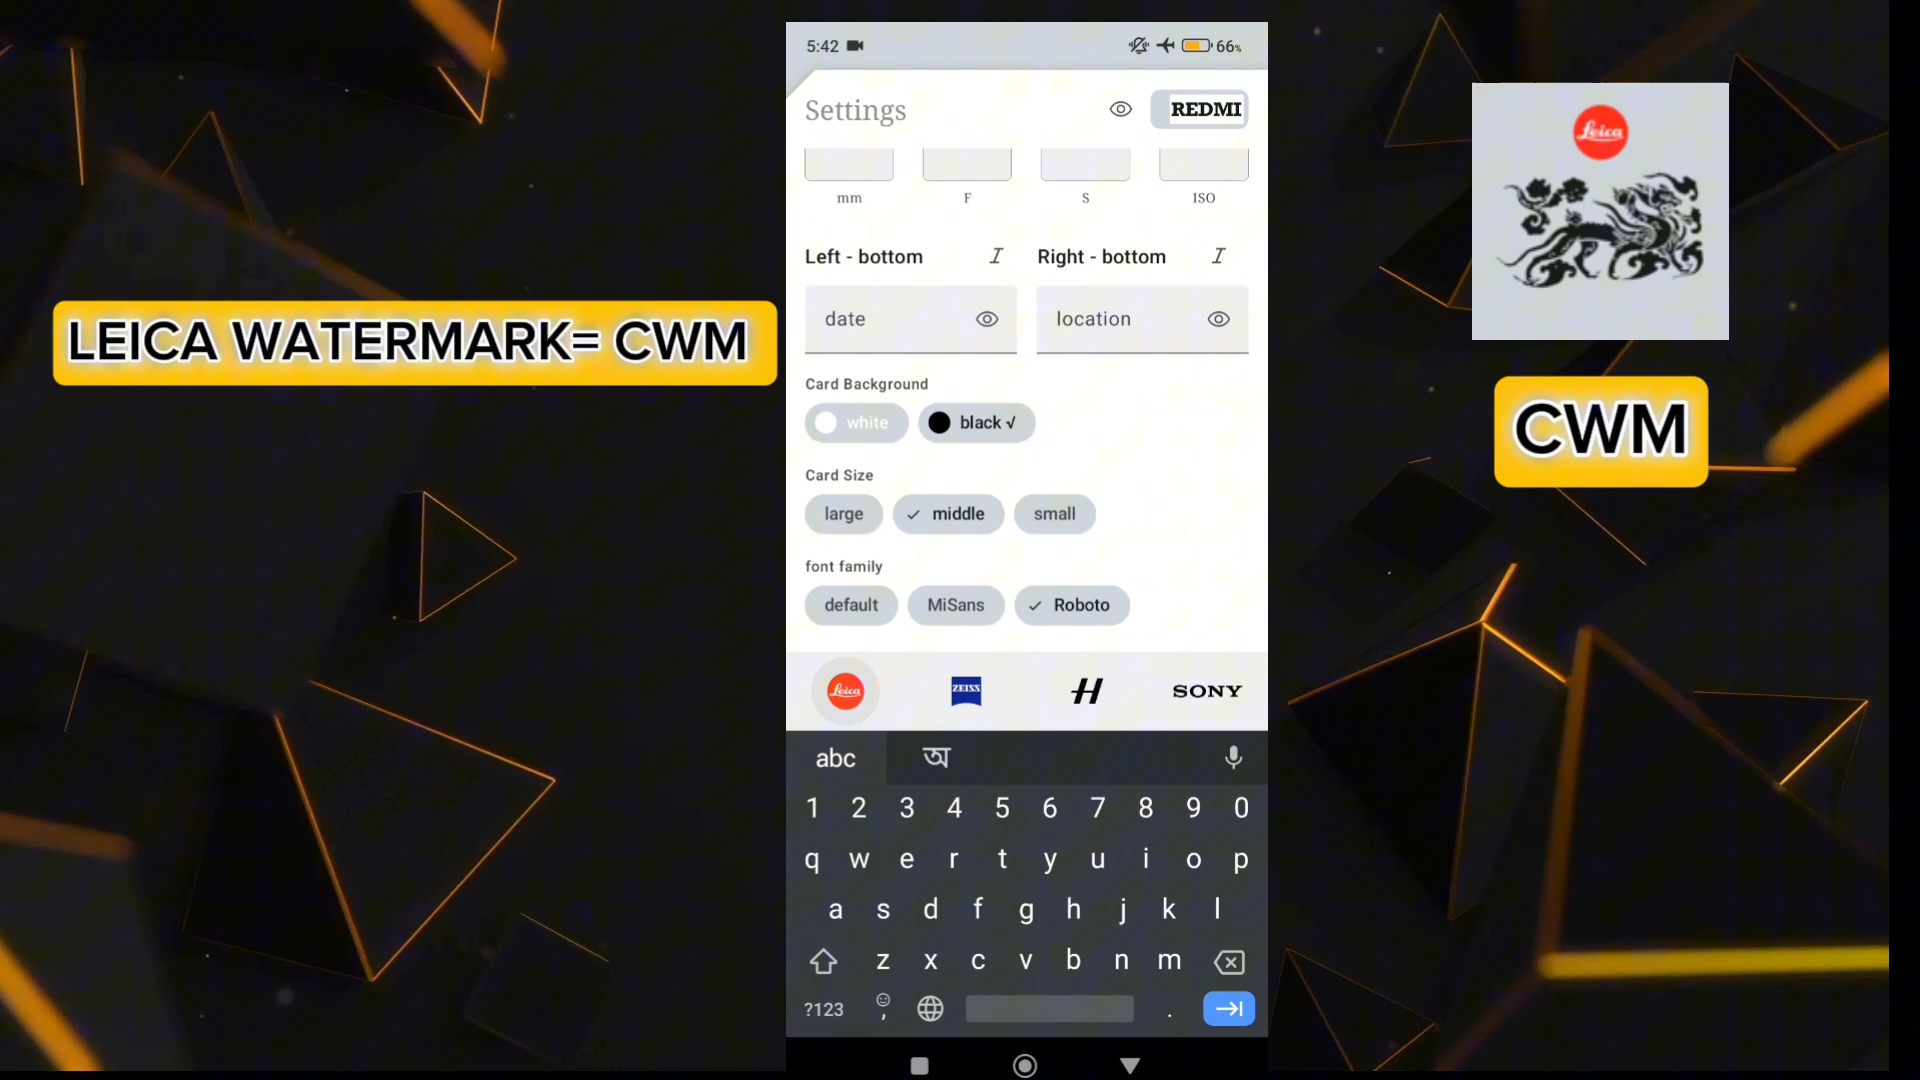 5:42
66%
Settings
REDMI
mm F S ISO
Left - bottom I
Right - bottom I
date
location
Card Background
white
black √
Card Size
large
middle
small
font family
default
MiSans
Roboto
Leica
ZEISS
H
SONY
abc অ
1 2 3 4 5 6 7 8 9 0
q w e r t y u i o p
a s d f g h j k l
z x c v b n m
?123 , .
LEICA WATERMARK= CWM
Leica
CWM